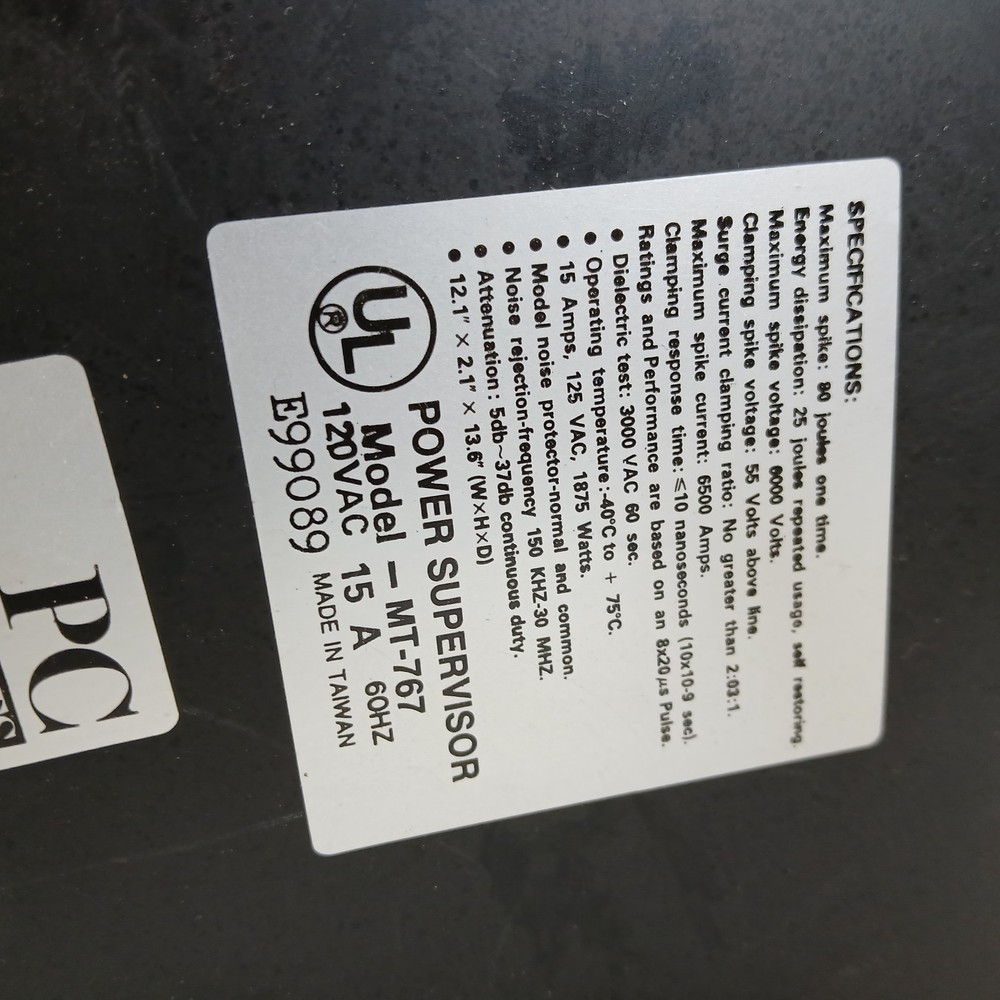 SPECIFICATIONS:
Maximum spike: 90 joules one time.
Energy dissipation: 25 joules repeated usage, self restoring.
Maximum spike voltage: 6000 Volts.
Clamping spike voltage: 55 Volts above line.
Surge current clamping ratio: No greater than 2:03:1.
Maximum spike current: 6500 Amps.
Clamping response time: ≤10 nanoseconds (10x10-9 sec).
Ratings and Performance are based on an 8x20μs Pulse.
• Dielectric test: 3000 VAC 60 sec.
• Operating temperature:-40°C to + 75°C.
• 15 Amps, 125 VAC, 1875 Watts.
• Model noise protector-normal and common.
• Noise rejection-frequency 150 KHZ-30 MHZ.
• Attenuation: 5db~37db continuous duty.
• 12.1" × 2.1" × 13.6" (W×H×D)
UL ®
POWER SUPERVISOR
Model – MT-767
120VAC 15 A 60HZ
E99089 MADE IN TAIWAN
PC